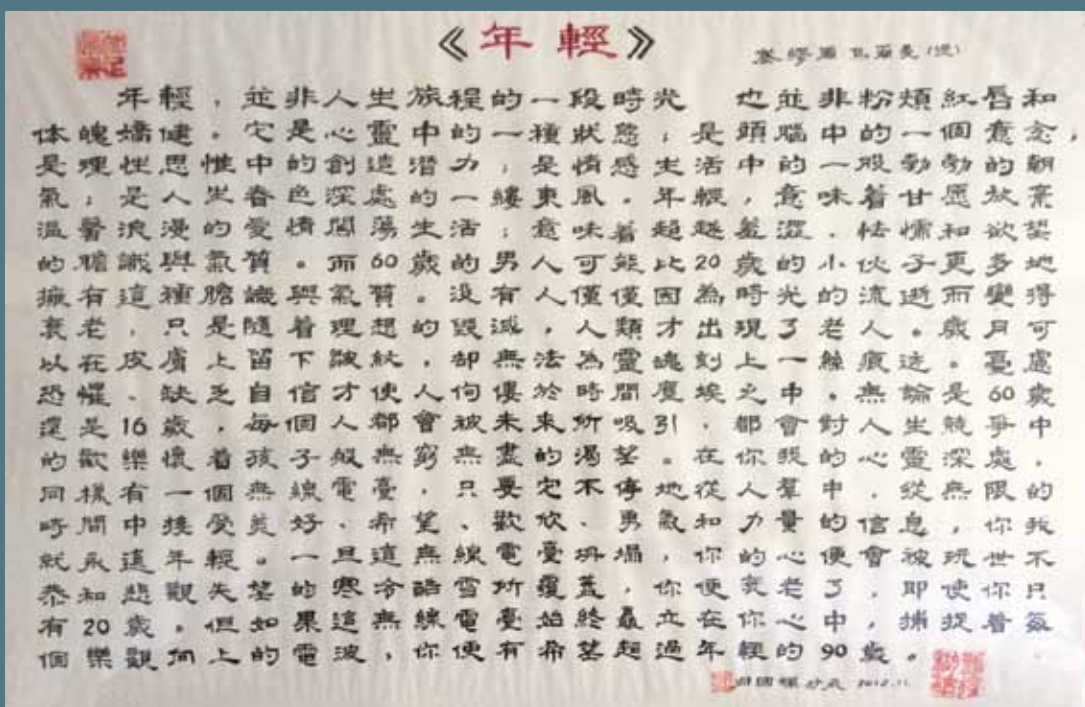 《年輕》
塞繆爾 瓦爾曼(德)
年輕，並非人生旅程的一段時光 也並非粉頰紅唇和
体魄嬌健。它是心靈中的一種狀態；是頭腦中的一個意念，
是理性思惟中的創造潛力；是情感生活中的一股勃勃的朝
氣；是人生春色深處的一縷東風。年輕，意味着甘愿放棄
溫馨浪漫的愛情闖蕩生活；意味着超越羞澀、怯懦和欲望
的膽識與氣質。而60歲的男人可能比20歲的小伙子更多地
擁有這種膽識與氣質。没有人僅僅因為時光的流逝而變得
衰老，只是隨着理想的毀滅，人類才出現了老人。歲月可
以在皮膚上留下皺紋，却無法為靈魂刻上一絲痕迹。憂慮
恐懼、缺乏自信才使人佝僂於時間塵埃之中。無論是60歲
還是16歲，每個人都會被未來所吸引，都會對人生競爭中
的歡樂懷着孩子般無窮無盡的渴望。在你我的心靈深處，
同樣有一個無線電臺，只要它不停地從人羣中，從無限的
時間中接受美好、希望、歡欣、勇氣和力量的信息，你我
就永遠年輕。一旦這無線電臺坍塌，你的心便會被玩世不
恭和悲觀失望的寒冷酷雪所覆蓋，你便衰老了，即使你只
有20歲。但如果這無線電臺始終矗立在你心中，捕捉着每
個樂觀向上的電波，你便有希望超過年輕的90歲。
2012.11.